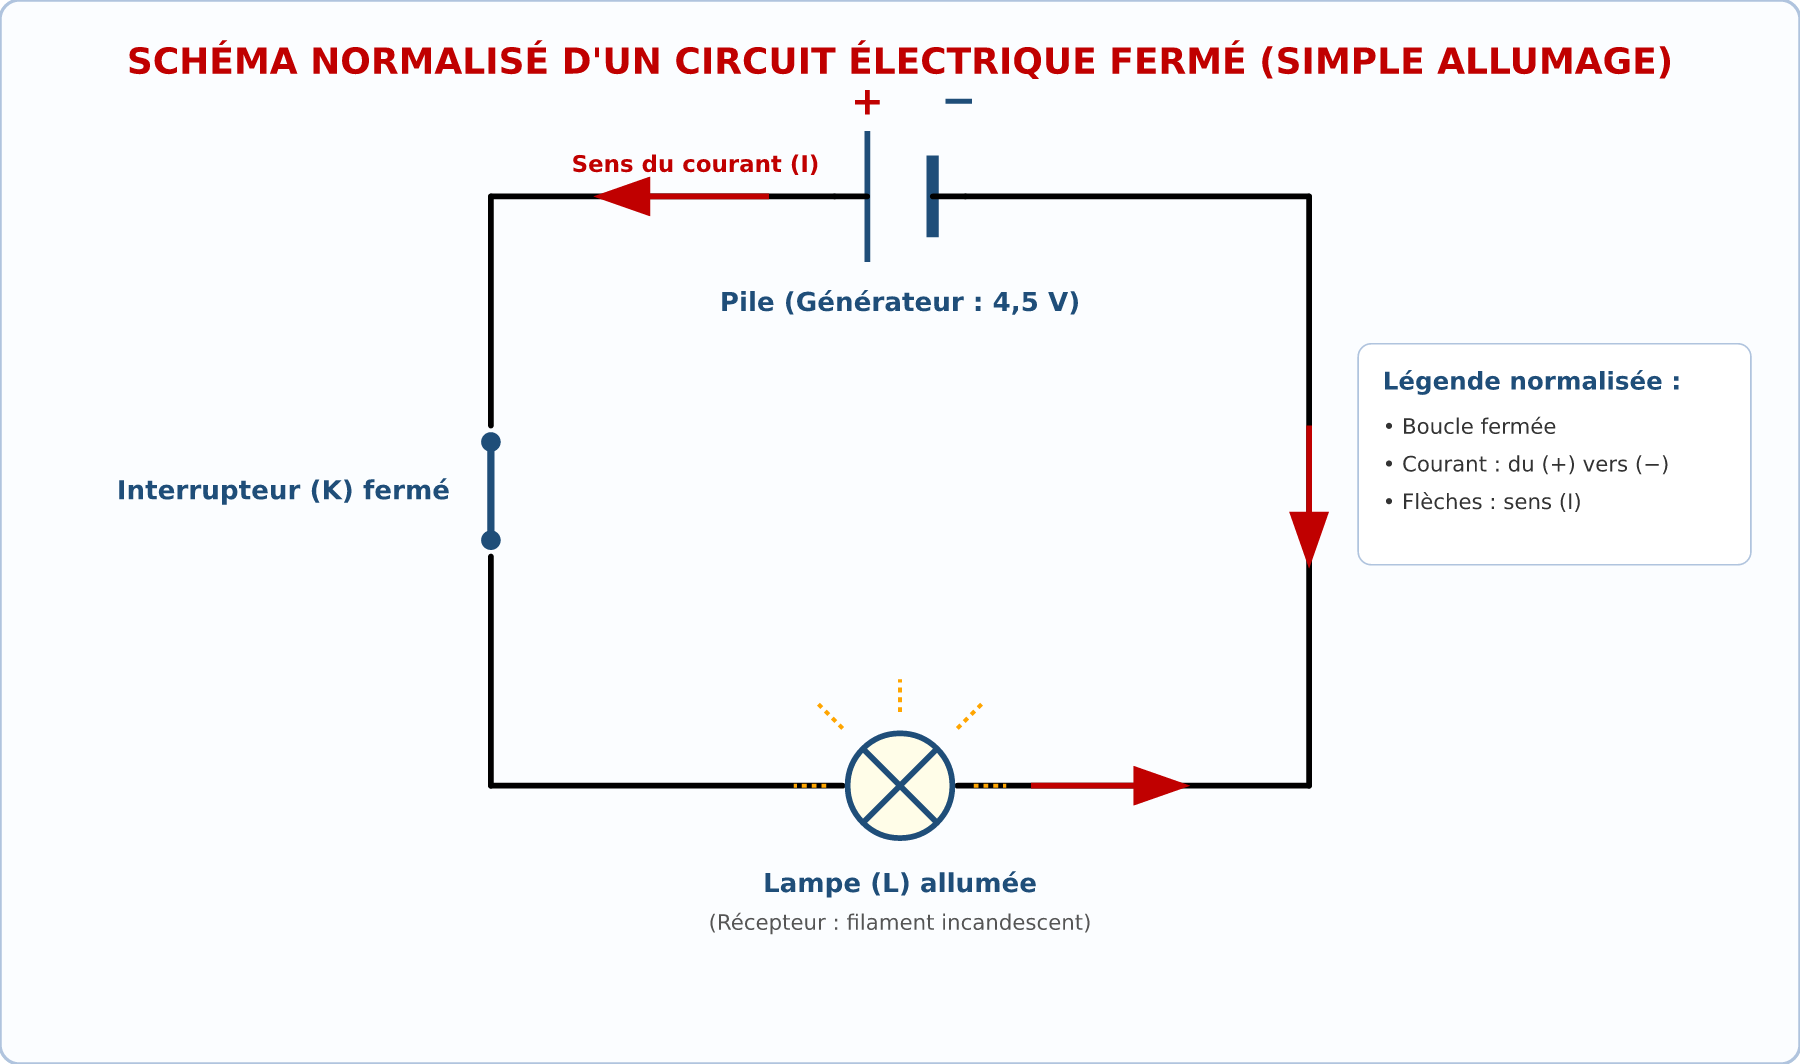 SCHÉMA NORMALISÉ D'UN CIRCUIT ÉLECTRIQUE FERMÉ (SIMPLE ALLUMAGE)
+ −
Sens du courant (I)
Pile (Générateur : 4,5 V)
Légende normalisée :
• Boucle fermée
• Courant : du (+) vers (−)
• Flèches : sens (I)
Interrupteur (K) fermé
Lampe (L) allumée
(Récepteur : filament incandescent)